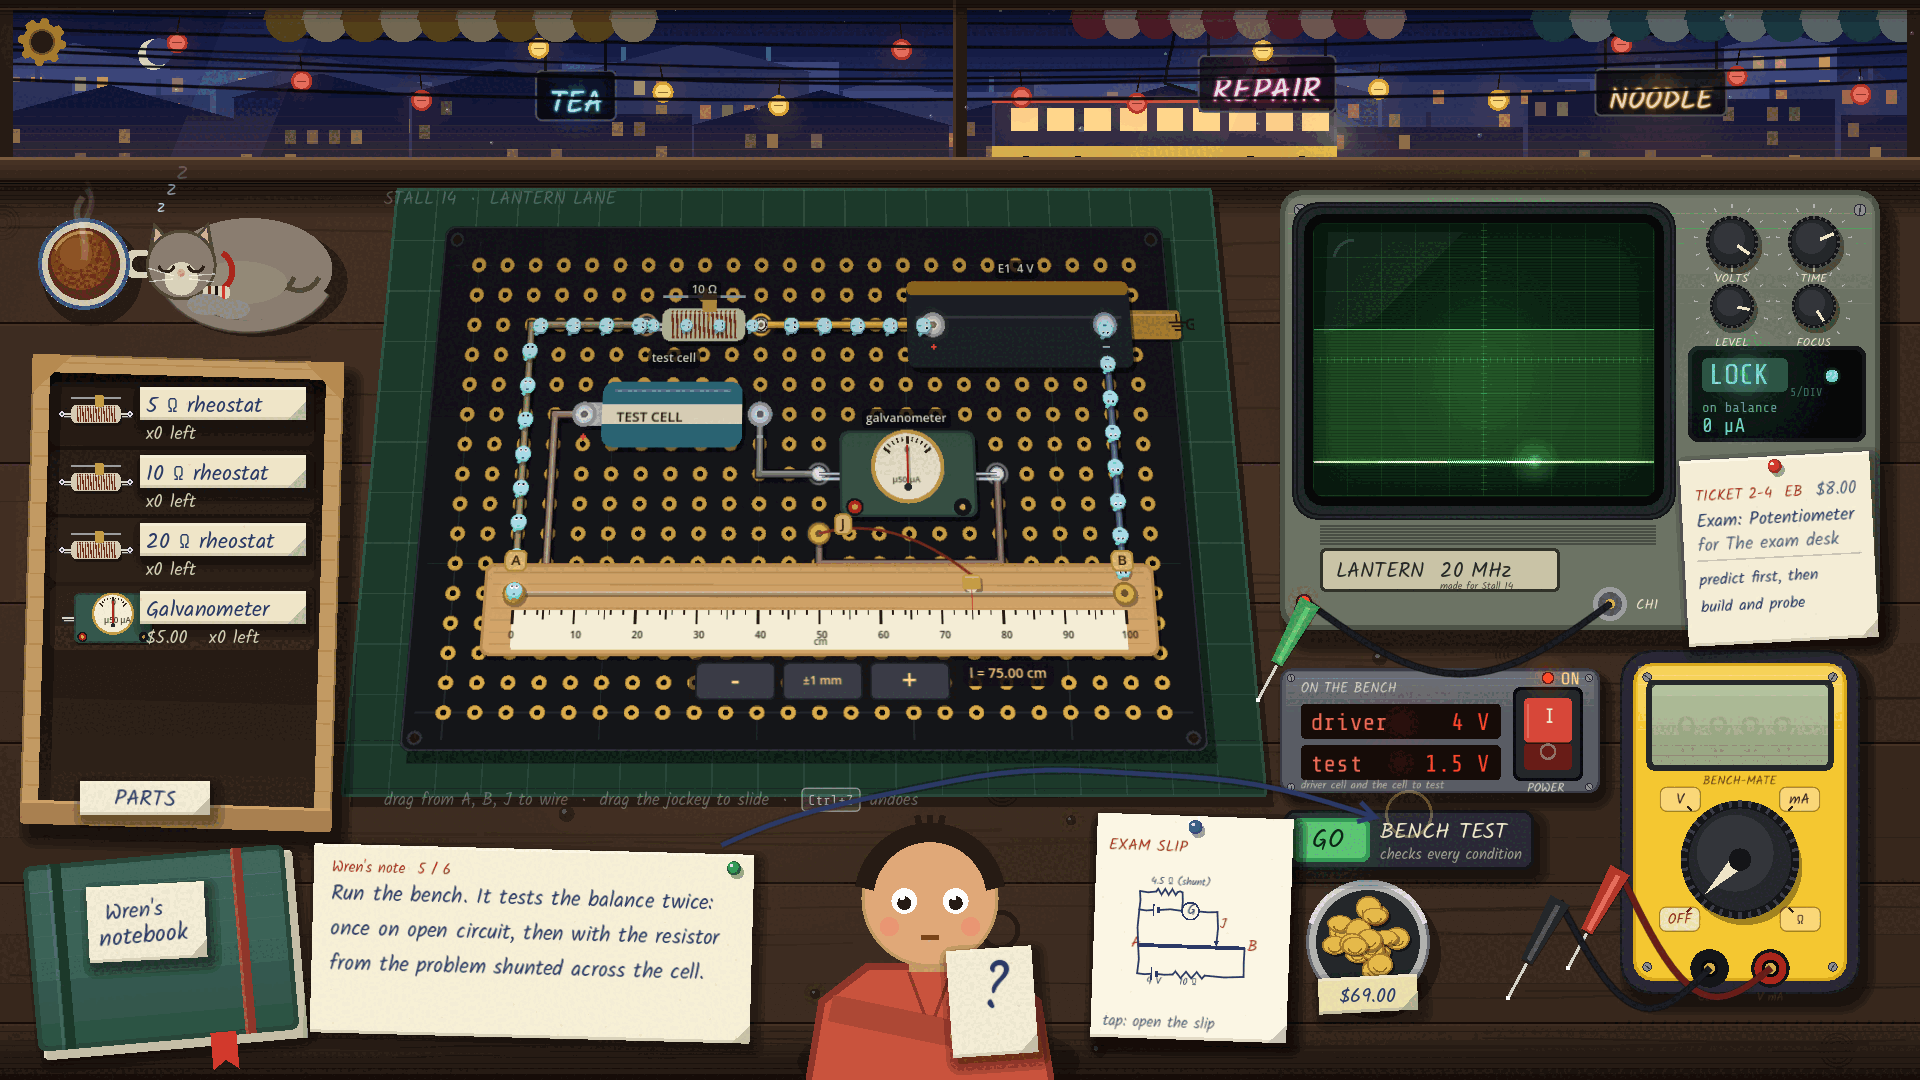 TEA
REPAIR
NOODLE
z
z
z
STALL 14 · LANTERN LANE
E1 4 V
10 Ω
G
+
−
test cell
TEST CELL
galvanometer
J
A
B
0 10 20 30 40 50 60 70 80 90 100
cm
-
±1 mm
+
l = 75.00 cm
drag from A, B, J to wire · drag the jockey to slide · Ctrl+Z undoes
5 Ω rheostat
x0 left
10 Ω rheostat
x0 left
20 Ω rheostat
x0 left
Galvanometer
$5.00 x0 left
PARTS
Wren's
notebook
Wren's note 5 / 6
Run the bench. It tests the balance twice:
once on open circuit, then with the resistor
from the problem shunted across the cell.
?
EXAM SLIP
4.5 Ω (shunt)
G
J
A
B
10 Ω
tap: open the slip
VOLTS
TIME
LEVEL
FOCUS
LOCK
S/DIV
on balance
0 µA
LANTERN 20 MHz
made for Stall 14
CH1
TICKET 2-4 EB $8.00
Exam: Potentiometer
for The exam desk
predict first, then
build and probe
ON THE BENCH
ON
driver 4 V
test 1.5 V
driver and the cell to test
I
POWER
GO
BENCH TEST
checks every condition
$69.00
BENCH-MATE
V
mA
OFF
Ω